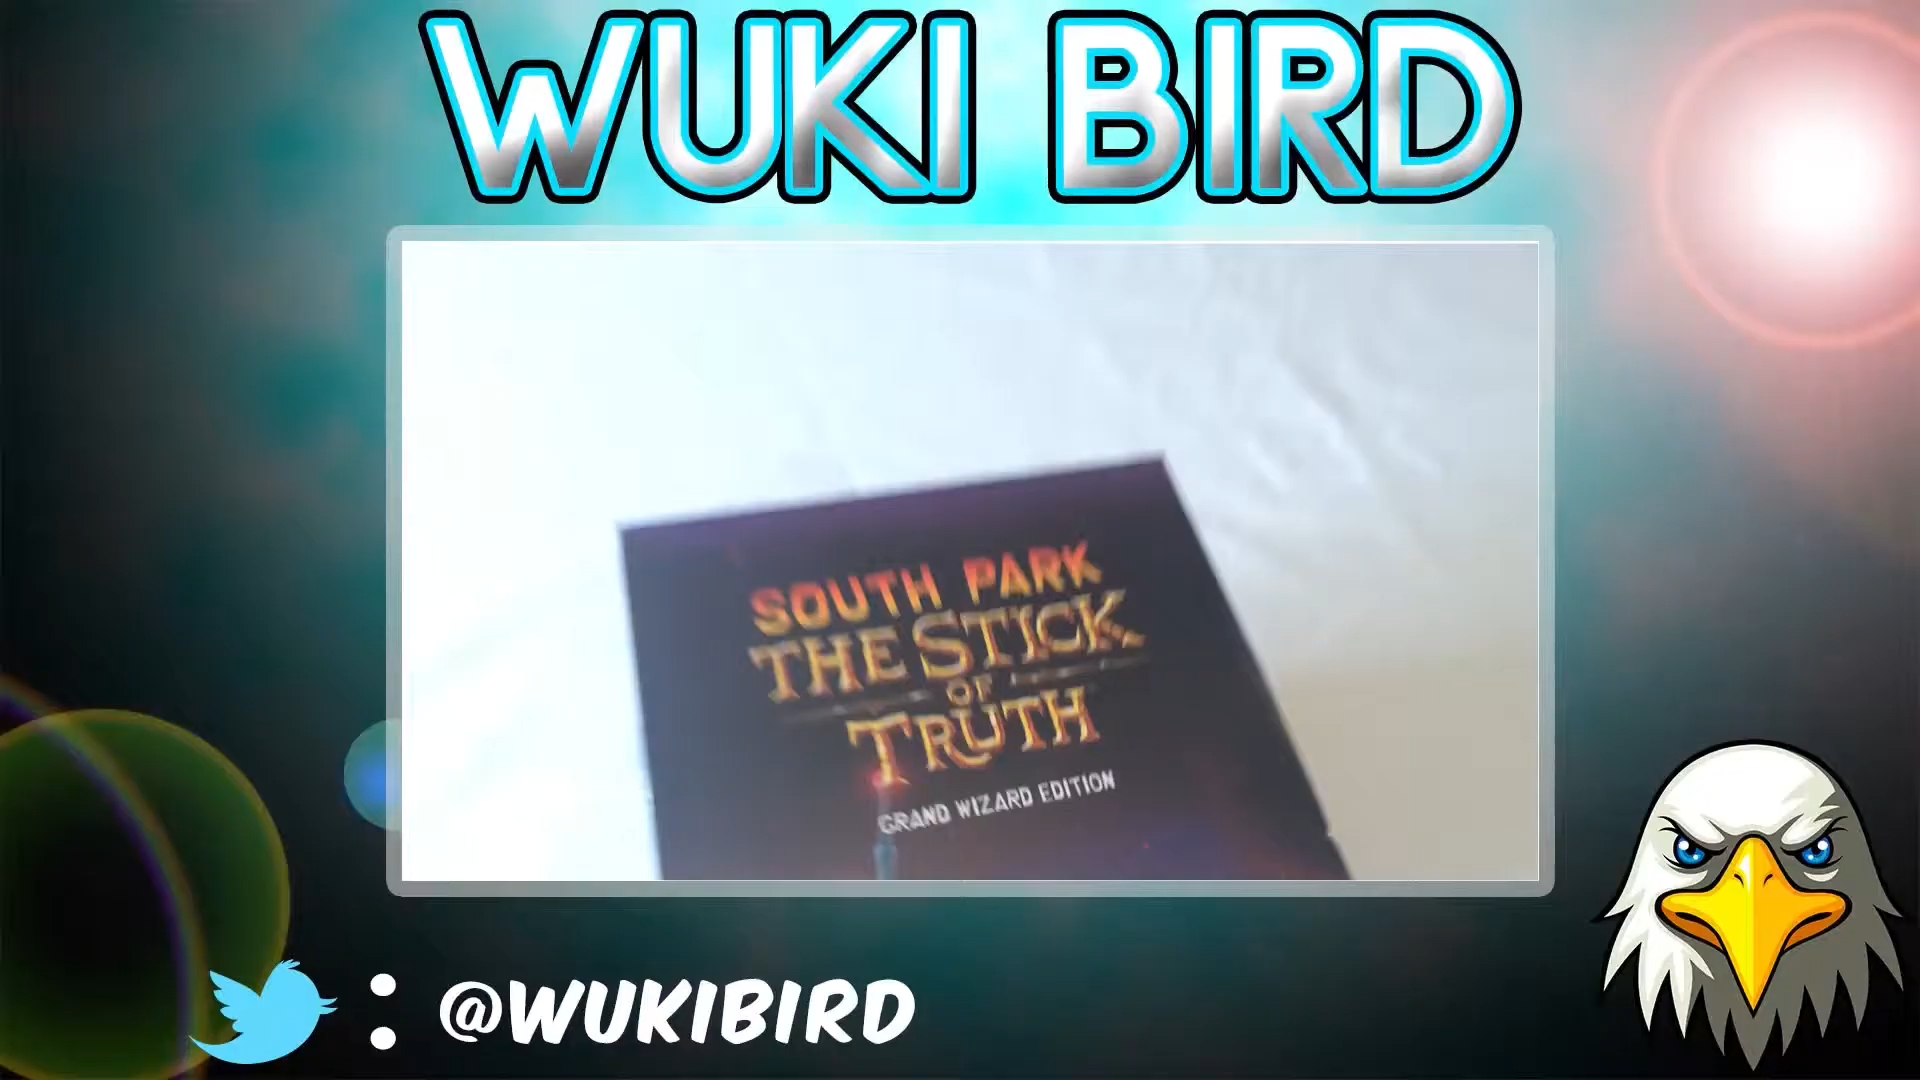 WUKI BIRD
SOUTH PARK
THE STICK
OF
TRUTH
GRAND WIZARD EDITION
: @WUKIBIRD